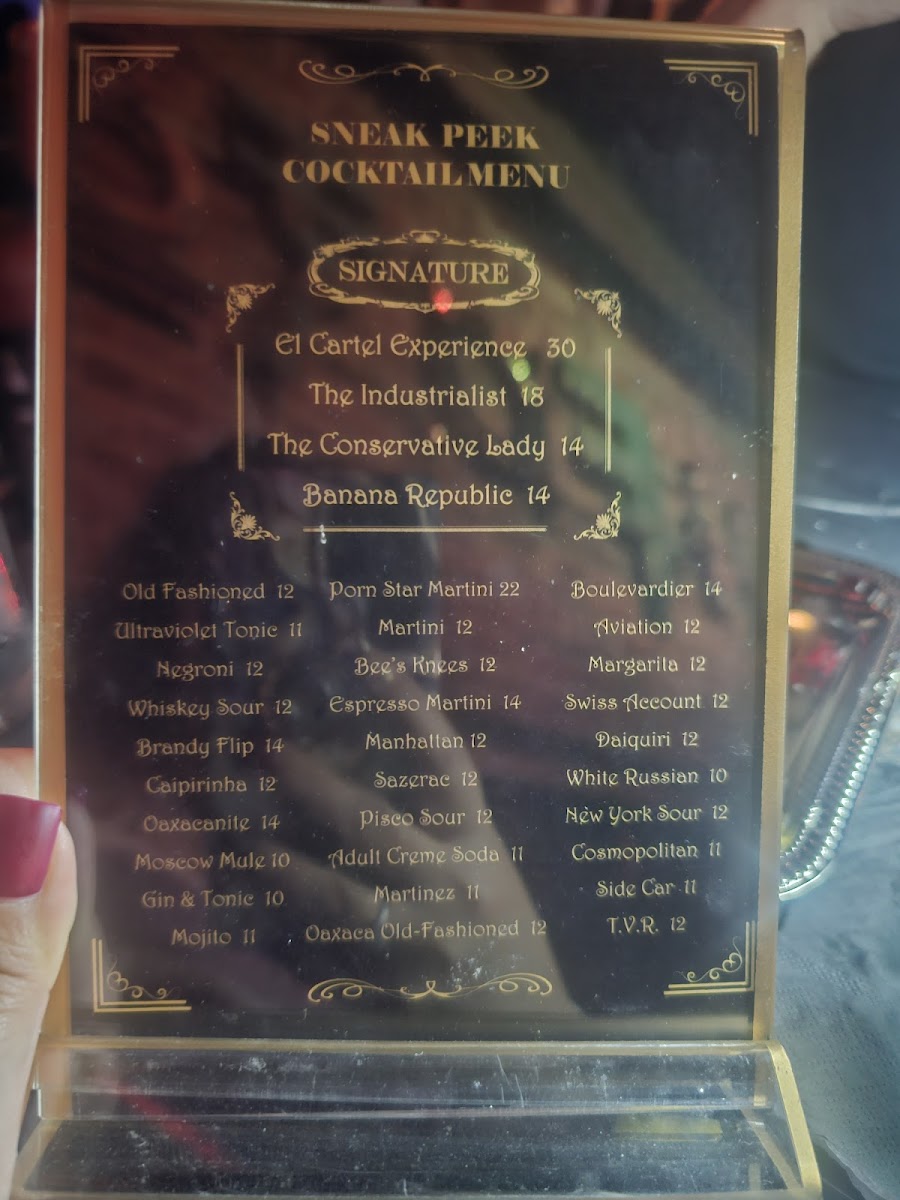 SNEAK PEEK
COCKTAIL MENU
SIGNATURE
El Cartel Experience 30
The Industrialist 18
The Conservative Lady 14
Banana Republic 14
Old Fashioned 12
Ultraviolet Tonic 11
Negroni 12
Whiskey Sour 12
Brandy Flip 14
Caipirinha 12
Oaxacanite 14
Moscow Mule 10
Gin & Tonic 10
Mojito 11
Porn Star Martini 22
Martini 12
Bee's Knees 12
Espresso Martini 14
Manhattan 12
Sazerac 12
Pisco Sour 12
Adult Creme Soda 11
Martinez 11
Oaxaca Old-Fashioned 12
Boulevardier 14
Aviation 12
Margarita 12
Swiss Account 12
Daiquiri 12
White Russian 10
New York Sour 12
Cosmopolitan 11
Side Car 11
T.V.R. 12